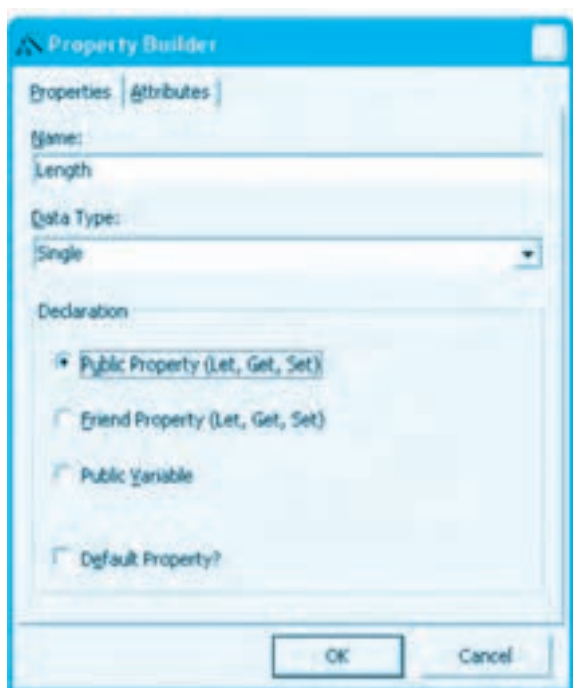 Property Builder
Properties Attributes
Name:
Length
Data Type:
Single
Declaration
Public Property (Let, Get, Set)
Friend Property (Let, Get, Set)
Public Variable
Default Property?
OK Cancel